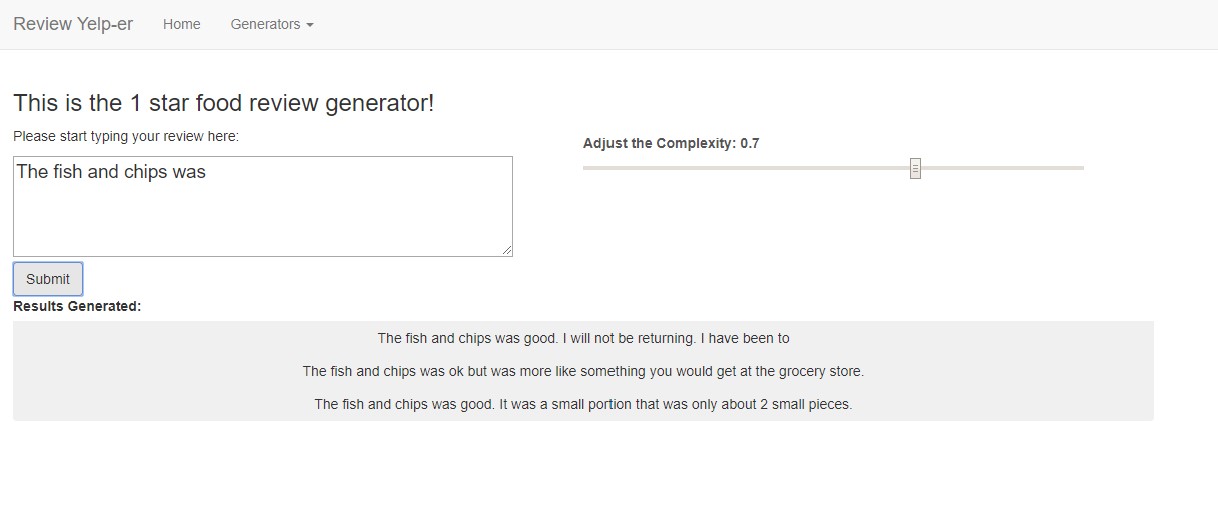 Review Yelp-er Home Generators
This is the 1 star food review generator!
Please start typing your review here:
Adjust the Complexity: 0.7
The fish and chips was
Submit
Results Generated:
The fish and chips was good. I will not be returning. I have been to
The fish and chips was ok but was more like something you would get at the grocery store.
The fish and chips was good. It was a small portion that was only about 2 small pieces.